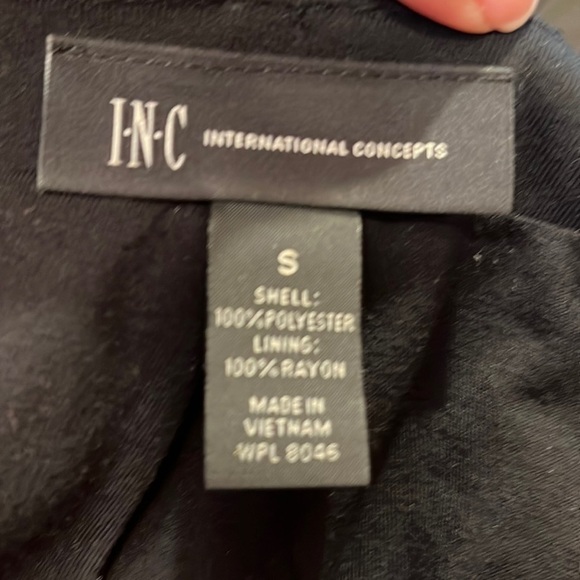 I·N·C INTERNATIONAL CONCEPTS
S
SHELL:
100%POLYESTER
LINING:
100%RAYON
MADE IN
VIETNAM
WPL 8046